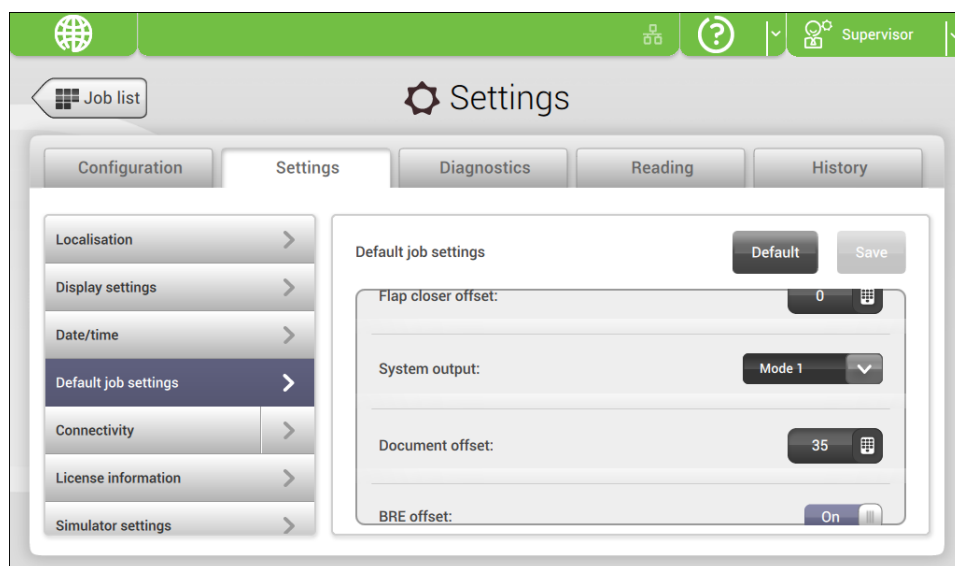 Supervisor
Job list
Settings
Configuration
Settings
Diagnostics
Reading
History
Localisation
Display settings
Date/time
Default job settings
Connectivity
License information
Simulator settings
Default job settings
Default
Save
Flap closer offset:
0
System output:
Mode 1
Document offset:
35
BRE offset:
On